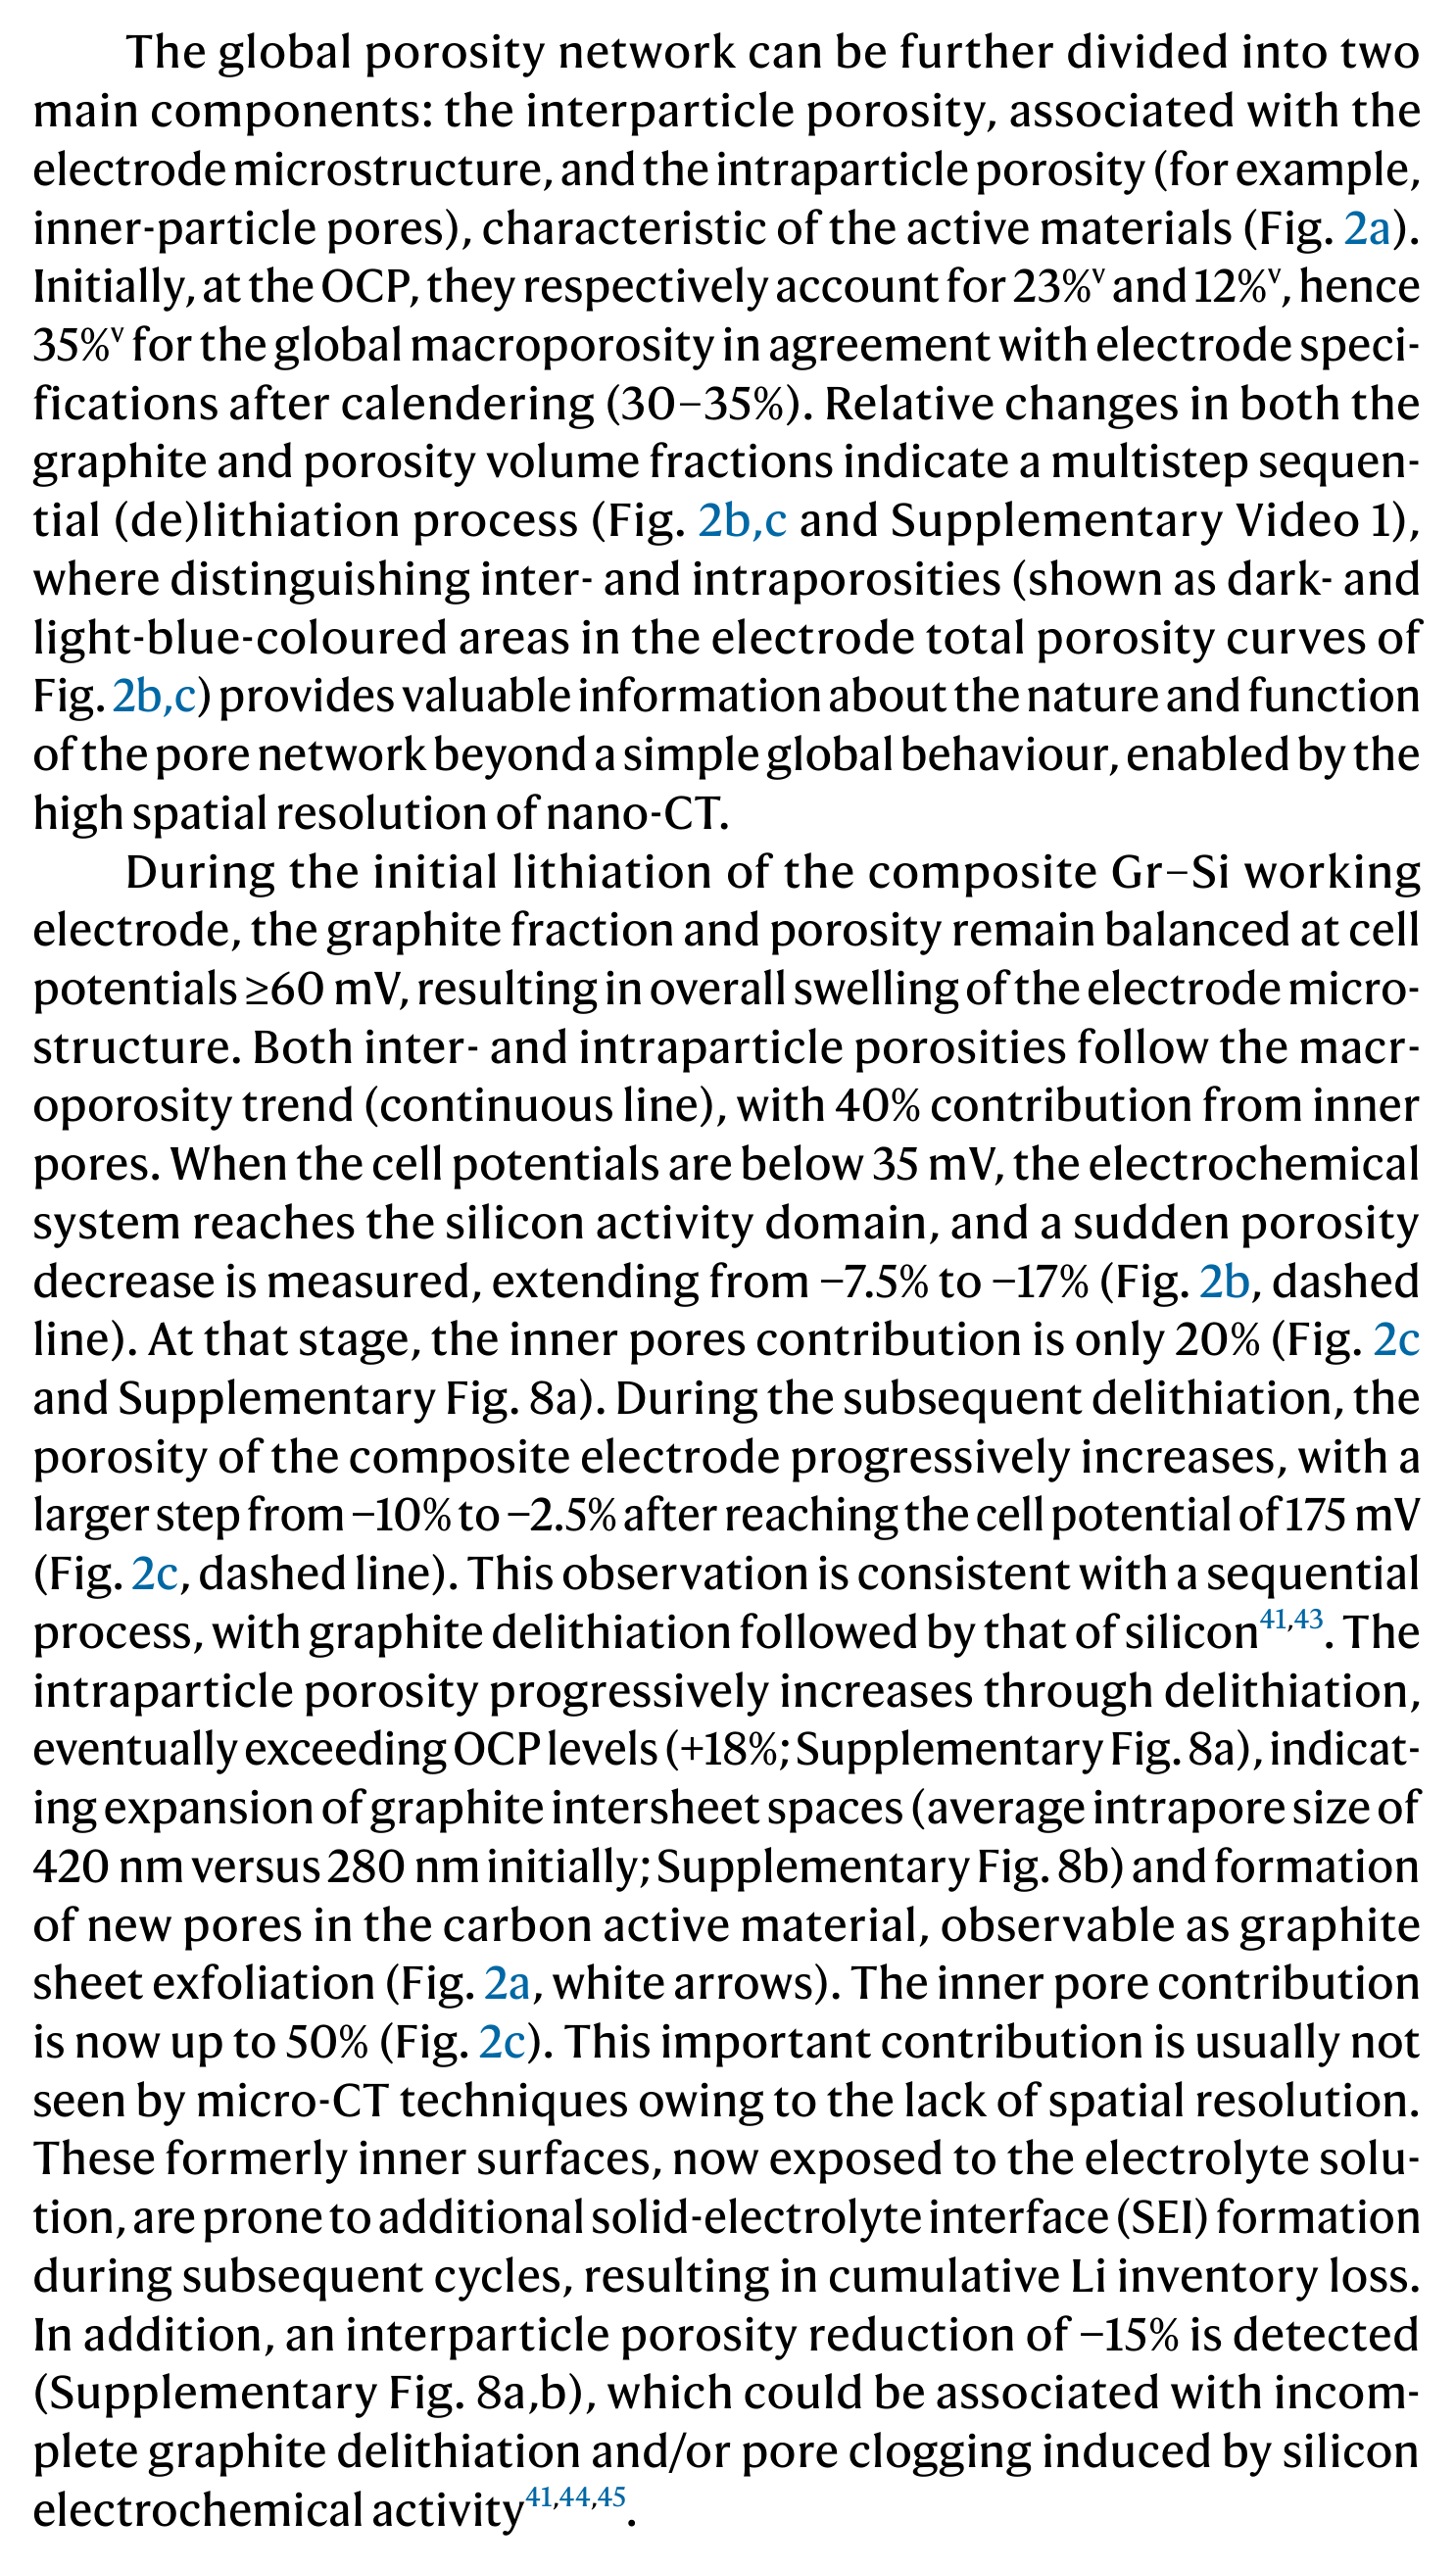 The global porosity network can be further divided into two
main components: the interparticle porosity, associated with the
electrode microstructure, and the intraparticle porosity (for example,
inner-particle pores), characteristic of the active materials (Fig. 2a).
Initially, at the OCP, they respectively account for 23%ᵛ and 12%ᵛ, hence
35%ᵛ for the global macroporosity in agreement with electrode speci-
fications after calendering (30–35%). Relative changes in both the
graphite and porosity volume fractions indicate a multistep sequen-
tial (de)lithiation process (Fig. 2b,c and Supplementary Video 1),
where distinguishing inter- and intraporosities (shown as dark- and
light-blue-coloured areas in the electrode total porosity curves of
Fig. 2b,c) provides valuable information about the nature and function
of the pore network beyond a simple global behaviour, enabled by the
high spatial resolution of nano-CT.
During the initial lithiation of the composite Gr–Si working
electrode, the graphite fraction and porosity remain balanced at cell
potentials ≥60 mV, resulting in overall swelling of the electrode micro-
structure. Both inter- and intraparticle porosities follow the macr-
oporosity trend (continuous line), with 40% contribution from inner
pores. When the cell potentials are below 35 mV, the electrochemical
system reaches the silicon activity domain, and a sudden porosity
decrease is measured, extending from −7.5% to −17% (Fig. 2b, dashed
line). At that stage, the inner pores contribution is only 20% (Fig. 2c
and Supplementary Fig. 8a). During the subsequent delithiation, the
porosity of the composite electrode progressively increases, with a
larger step from −10% to −2.5% after reaching the cell potential of 175 mV
(Fig. 2c, dashed line). This observation is consistent with a sequential
process, with graphite delithiation followed by that of silicon⁴¹,⁴³. The
intraparticle porosity progressively increases through delithiation,
eventually exceeding OCP levels (+18%; Supplementary Fig. 8a), indicat-
ing expansion of graphite intersheet spaces (average intrapore size of
420 nm versus 280 nm initially; Supplementary Fig. 8b) and formation
of new pores in the carbon active material, observable as graphite
sheet exfoliation (Fig. 2a, white arrows). The inner pore contribution
is now up to 50% (Fig. 2c). This important contribution is usually not
seen by micro-CT techniques owing to the lack of spatial resolution.
These formerly inner surfaces, now exposed to the electrolyte solu-
tion, are prone to additional solid-electrolyte interface (SEI) formation
during subsequent cycles, resulting in cumulative Li inventory loss.
In addition, an interparticle porosity reduction of −15% is detected
(Supplementary Fig. 8a,b), which could be associated with incom-
plete graphite delithiation and/or pore clogging induced by silicon
electrochemical activity⁴¹,⁴⁴,⁴⁵.